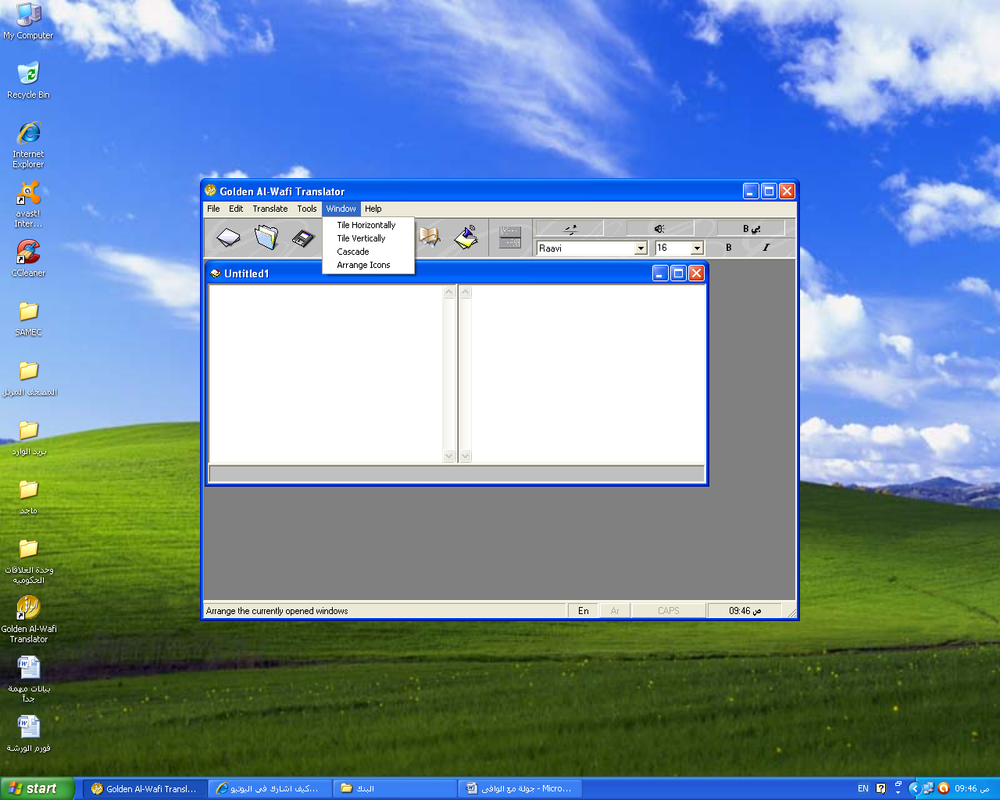 My Computer
Recycle Bin
Internet
Explorer
avast!
Inter...
CCleaner
SAMEC
المصحف المرتل
بريد الوارد
ماجد
وحدة العلاقات
الحكوميه
Golden Al-Wafi
Translator
بيانات مهمة
جداً
فورم الورشة
Golden Al-Wafi Translator
File Edit Translate Tools Window Help
Tile Horizontally
Tile Vertically
Cascade
Arrange Icons
B بي
Raavi 16 B I
Untitled1
Arrange the currently opened windows En Ar CAPS 09:46 ص
start
Golden Al-Wafi Transl...
كيف اشارك في اليوتيو...
البنك
جولة مع الوافي - Micro...
EN
09:46 ص